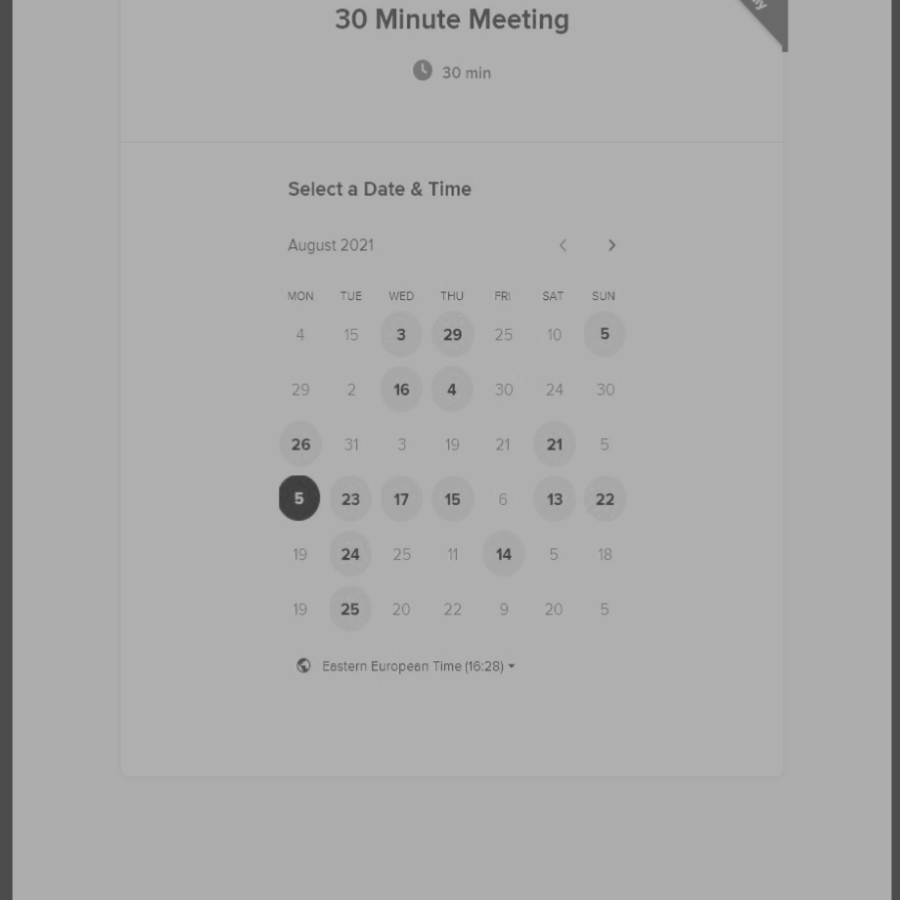 30 Minute Meeting
30 min
Select a Date & Time
August 2021
MON TUE WED THU FRI SAT SUN
4 15 3 29 25 10 5
29 2 16 4 30 24 30
26 31 3 19 21 21 5
5 23 17 15 6 13 22
19 24 25 11 14 5 18
19 25 20 22 9 20 5
Eastern European Time (16:28)